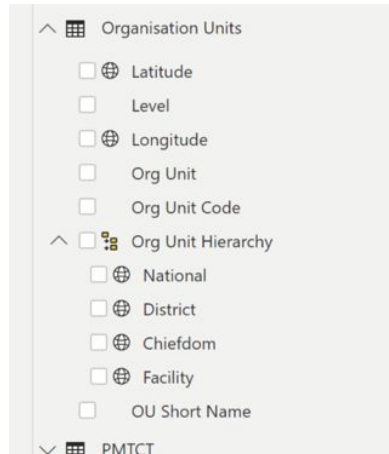 Organisation Units
Latitude
Level
Longitude
Org Unit
Org Unit Code
Org Unit Hierarchy
National
District
Chiefdom
Facility
OU Short Name
PMTCT